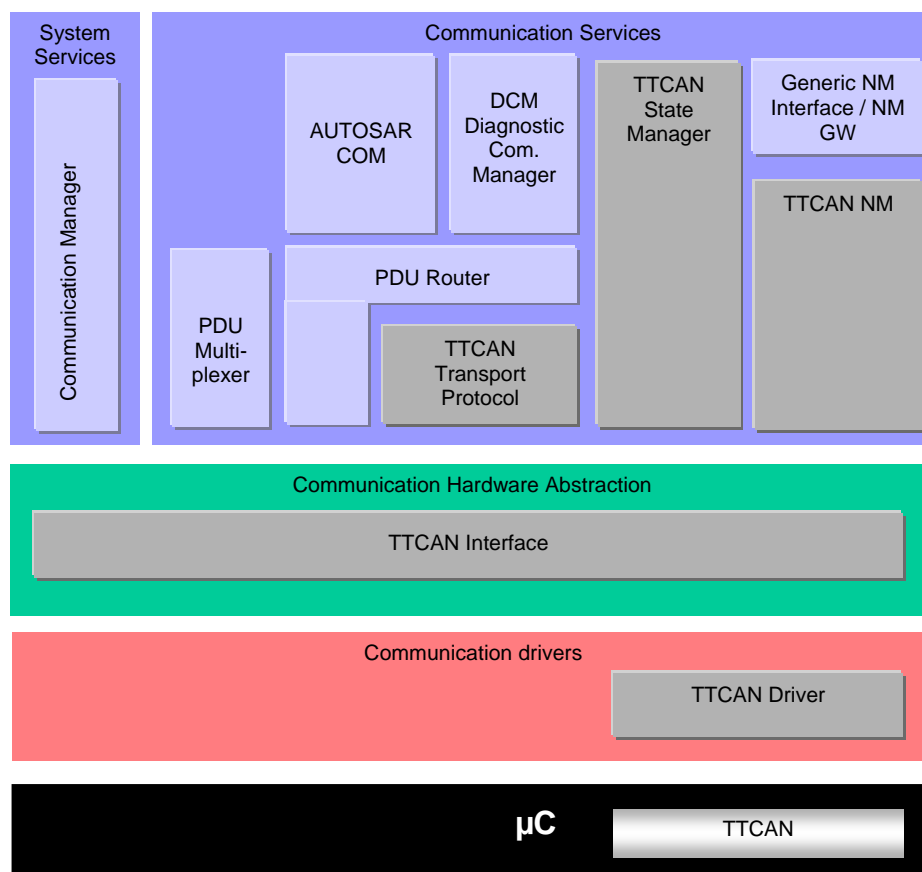 System
Services
Communication Manager
Communication Services
AUTOSAR
COM
DCM
Diagnostic
Com.
Manager
TTCAN
State
Manager
Generic NM
Interface / NM
GW
TTCAN NM
PDU Router
PDU
Multi-
plexer
TTCAN
Transport
Protocol
Communication Hardware Abstraction
TTCAN Interface
Communication drivers
TTCAN Driver
µC
TTCAN